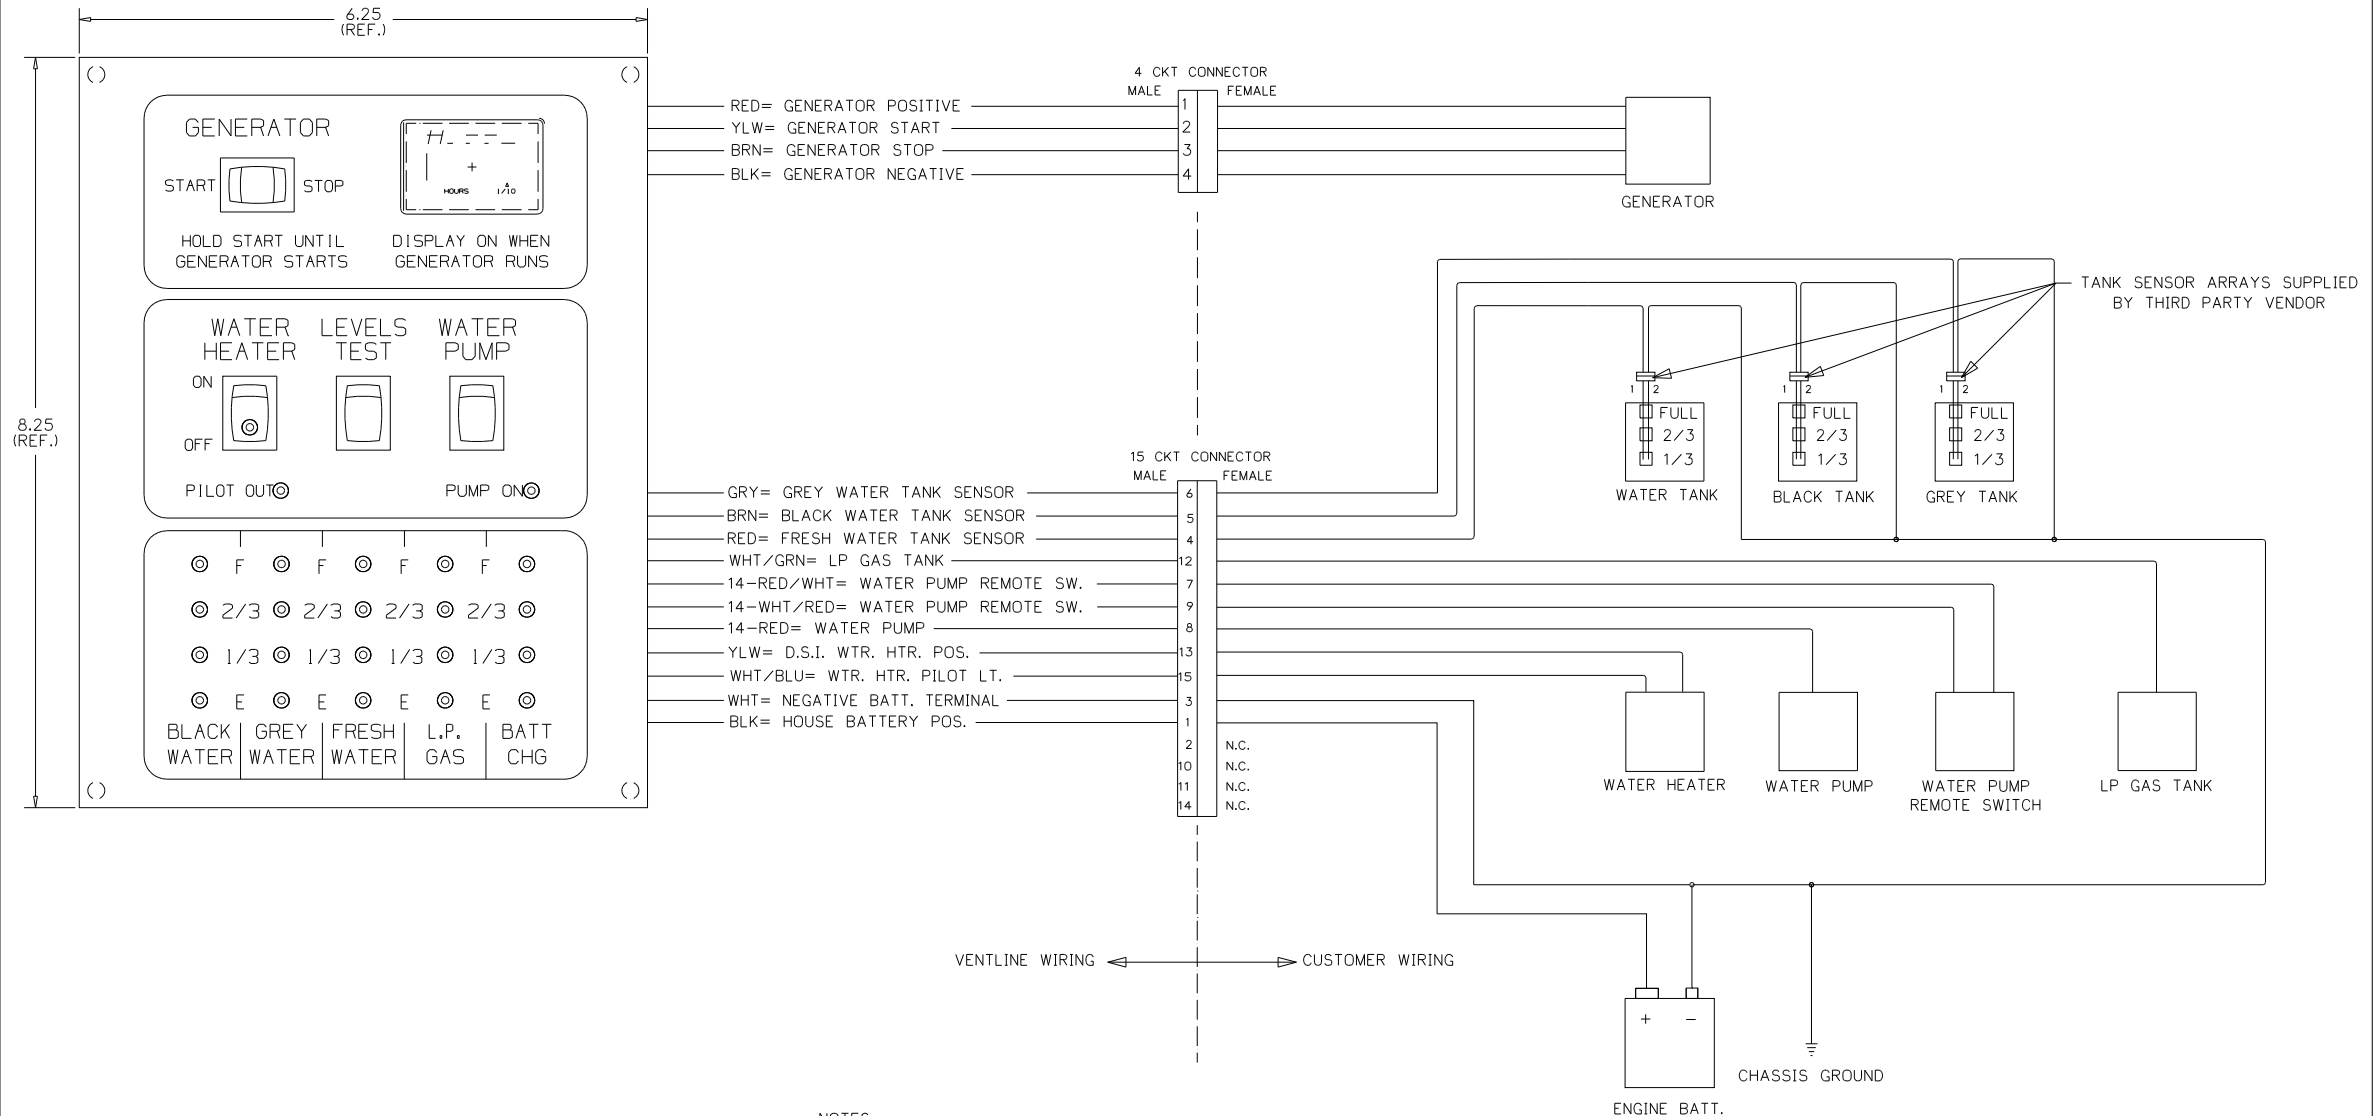 6.25
(REF.)
8.25
(REF.)
GENERATOR
START
STOP
HOLD START UNTIL
GENERATOR STARTS
H.
HOURS
1/10
DISPLAY ON WHEN
GENERATOR RUNS
WATER
HEATER
LEVELS
TEST
WATER
PUMP
ON
OFF
PILOT OUT
PUMP ON
F F F F
2/3 2/3 2/3 2/3
1/3 1/3 1/3 1/3
E E E E
BLACK
WATER
GREY
WATER
FRESH
WATER
L.P.
GAS
BATT
CHG
4 CKT CONNECTOR
MALE FEMALE
RED= GENERATOR POSITIVE 1
YLW= GENERATOR START 2
BRN= GENERATOR STOP 3
BLK= GENERATOR NEGATIVE 4
GENERATOR
15 CKT CONNECTOR
MALE FEMALE
GRY= GREY WATER TANK SENSOR 6
BRN= BLACK WATER TANK SENSOR 5
RED= FRESH WATER TANK SENSOR 4
WHT/GRN= LP GAS TANK 12
14-RED/WHT= WATER PUMP REMOTE SW. 7
14-WHT/RED= WATER PUMP REMOTE SW. 9
14-RED= WATER PUMP 8
YLW= D.S.I. WTR. HTR. POS. 13
WHT/BLU= WTR. HTR. PILOT LT. 15
WHT= NEGATIVE BATT. TERMINAL 3
BLK= HOUSE BATTERY POS. 1
2 N.C.
10 N.C.
11 N.C.
14 N.C.
TANK SENSOR ARRAYS SUPPLIED
BY THIRD PARTY VENDOR
1 2
FULL
2/3
1/3
WATER TANK
1 2
FULL
2/3
1/3
BLACK TANK
1 2
FULL
2/3
1/3
GREY TANK
WATER HEATER
WATER PUMP
WATER PUMP
REMOTE SWITCH
LP GAS TANK
VENTLINE WIRING
CUSTOMER WIRING
+ −
ENGINE BATT.
CHASSIS GROUND
NOTES